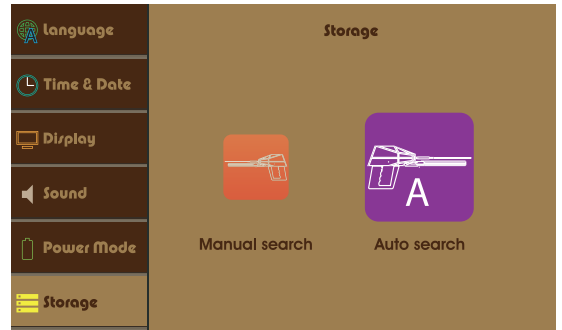 Language
Storage
Time & Date
Display
Sound
Power Mode
Storage
A
Manual search
Auto search